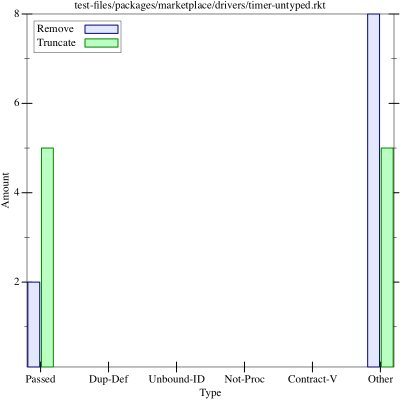 test-files/packages/marketplace/drivers/timer-untyped.rkt
Remove
Truncate
8
6
4
2
Amount
Passed Dup-Def Unbound-ID Not-Proc Contract-V Other
Type